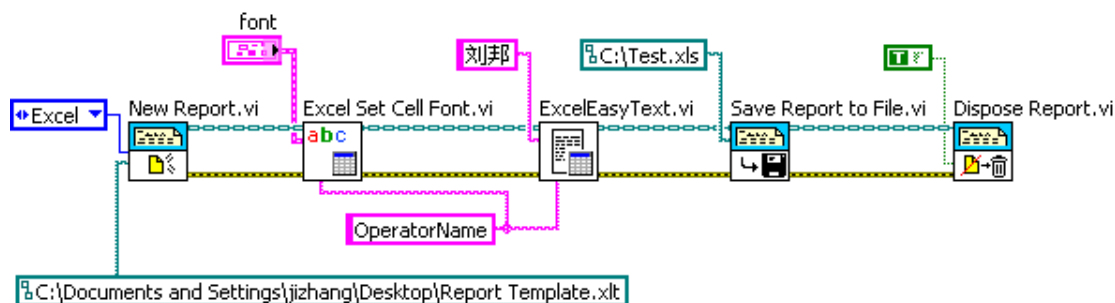 font
刘邦
C:\Test.xls
T
Excel
New Report.vi
Excel Set Cell Font.vi
ExcelEasyText.vi
Save Report to File.vi
Dispose Report.vi
abc
OperatorName
C:\Documents and Settings\jizhang\Desktop\Report Template.xlt